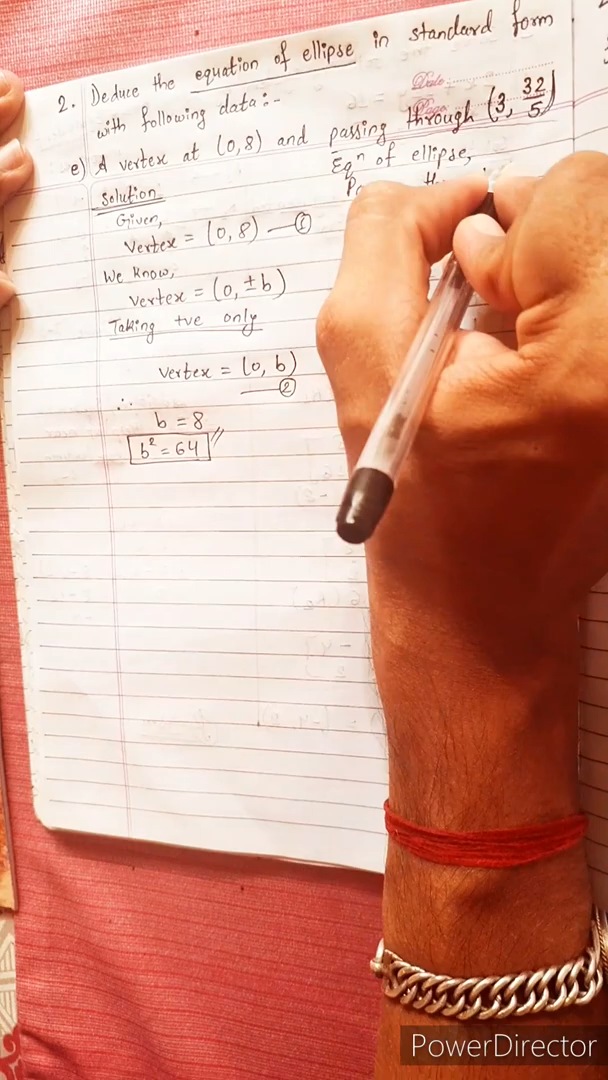 2. Deduce the equation of ellipse in standard form
with following data:-
Date:
Page:
e) A vertex at (0,8) and passing through (3, 32/5)
Solution
Given,
vertex = (0,8) —①
We know,
vertex = (0, ±b)
Taking +ve only
vertex = (0, b)
—②
∴
b = 8
b² = 64 //
Eqⁿ of ellipse,
PowerDirector